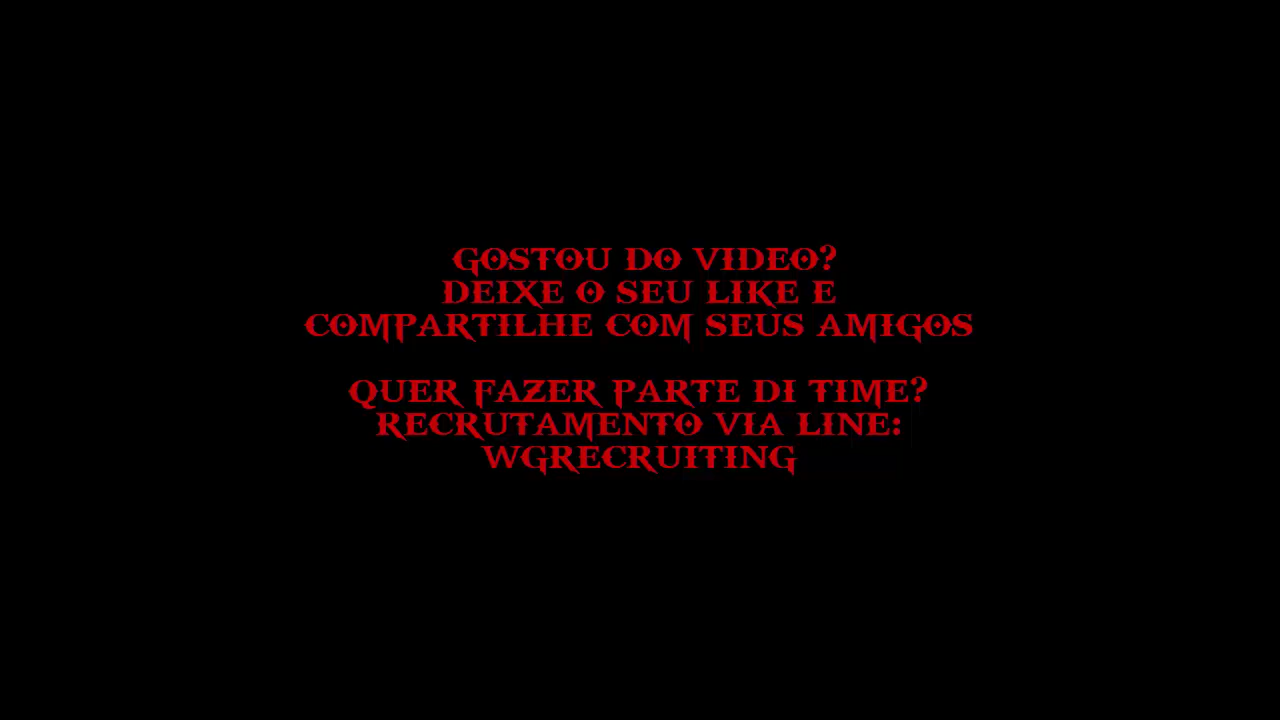 GOSTOU DO VIDEO?
DEIXE O SEU LIKE E
COMPARTILHE COM SEUS AMIGOS
QUER FAZER PARTE DI TIME?
RECRUTAMENTO VIA LINE:
WGRECRUITING